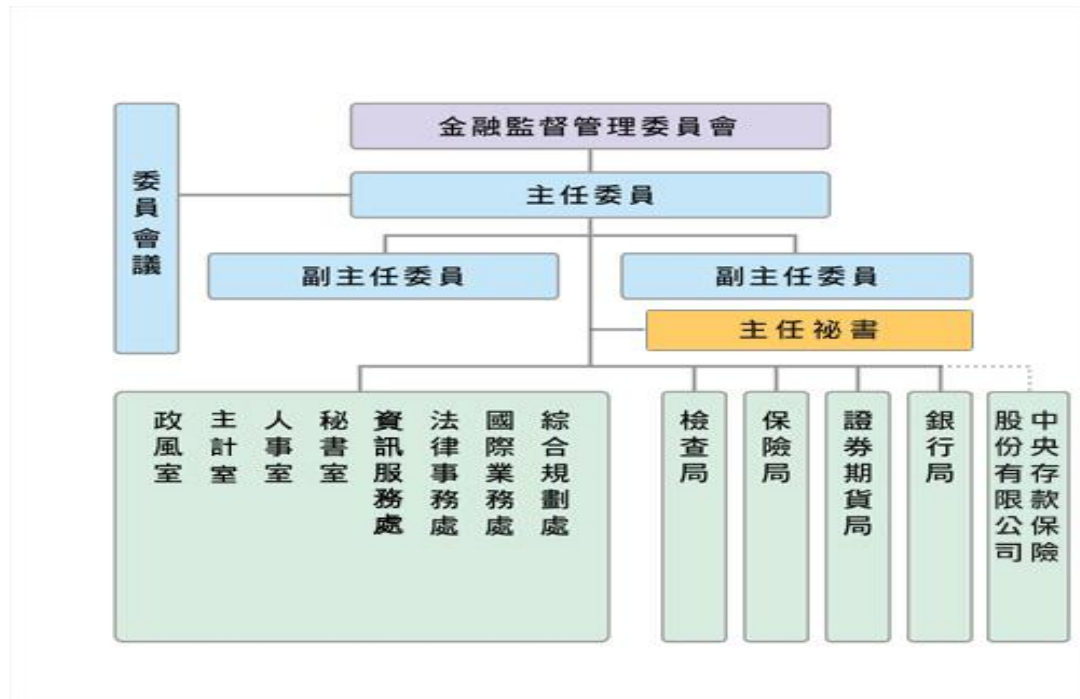 金融監督管理委員會
委員會議
主任委員
副主任委員
副主任委員
主任祕書
政風室
主計室
人事室
秘書室
資訊服務處
法律事務處
國際業務處
綜合規劃處
檢查局
保險局
證券期貨局
銀行局
中央存款保險
股份有限公司